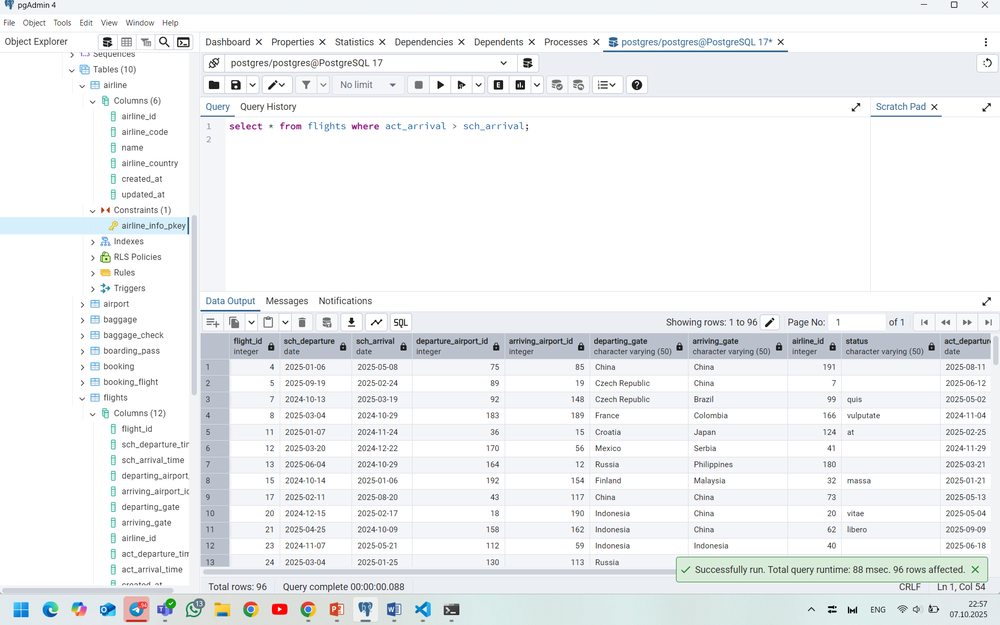 pgAdmin 4
File Object Tools Edit View Window Help
Object Explorer
Dashboard Properties Statistics Dependencies Dependents Processes postgres/postgres@PostgreSQL 17*
1..3 Sequences
Tables (10)
airline
Columns (6)
airline_id
airline_code
name
airline_country
created_at
updated_at
Constraints (1)
airline_info_pkey
Indexes
RLS Policies
Rules
Triggers
airport
baggage
baggage_check
boarding_pass
booking
booking_flight
flights
Columns (12)
flight_id
sch_departure_tim
sch_arrival_time
departing_airport_
arriving_airport_id
departing_gate
arriving_gate
airline_id
act_departure_tim
act_arrival_time
created_at
postgres/postgres@PostgreSQL 17
No limit
E
Query Query History
Scratch Pad
1 select * from flights where act_arrival > sch_arrival;
2
Data Output Messages Notifications
SQL
Showing rows: 1 to 96 Page No: 1 of 1
flight_id integer sch_departure date sch_arrival date departure_airport_id integer arriving_airport_id integer departing_gate character varying (50) arriving_gate character varying (50) airline_id integer status character varying (50) act_departure date
1 4 2025-01-06 2025-05-08 75 85 China China 191 2025-08-11
2 5 2025-09-19 2025-02-24 89 19 Czech Republic China 7 2025-06-12
3 7 2024-10-13 2025-03-19 92 148 Czech Republic Brazil 99 quis 2025-05-02
4 8 2025-03-04 2024-10-29 183 189 France Colombia 166 vulputate 2024-11-04
5 11 2025-01-07 2024-11-24 36 15 Croatia Japan 124 at 2025-02-25
6 12 2025-03-20 2024-12-22 170 56 Mexico Serbia 41 2024-11-29
7 13 2025-06-04 2024-10-29 164 12 Russia Philippines 180 2025-03-21
8 15 2024-10-14 2025-01-06 192 154 Finland Malaysia 32 massa 2025-01-21
9 17 2025-02-11 2025-08-20 43 117 China China 73 2025-05-13
10 20 2024-12-15 2025-02-17 18 190 Indonesia China 20 vitae 2025-05-04
11 21 2025-04-25 2024-10-09 158 162 Indonesia China 62 libero 2025-09-09
12 23 2024-11-07 2025-05-21 112 59 Indonesia Indonesia 40 2025-06-18
13 24 2025-03-04 2025-01-25 130 113 Russia
Successfully run. Total query runtime: 88 msec. 96 rows affected.
Total rows: 96 Query complete 00:00:00.088 CRLF Ln 1, Col 54
94 13 ENG 22:57
07.10.2025